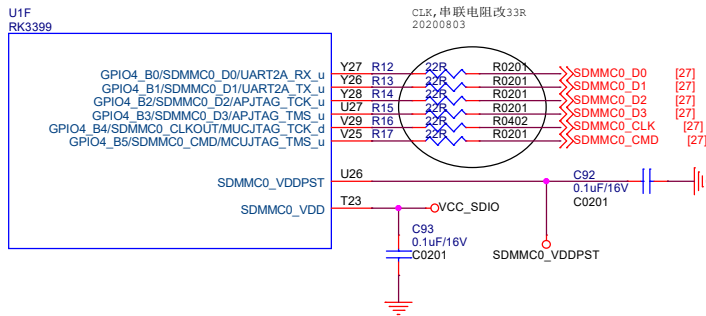 U1F
RK3399
CLK,串联电阻改33R
20200803
GPIO4_B0/SDMMC0_D0/UART2A_RX_u Y27 R12 22R R0201 SDMMC0_D0 [27]
GPIO4_B1/SDMMC0_D1/UART2A_TX_u Y26 R13 22R R0201 SDMMC0_D1 [27]
GPIO4_B2/SDMMC0_D2/APJTAG_TCK_u Y28 R14 22R R0201 SDMMC0_D2 [27]
GPIO4_B3/SDMMC0_D3/APJTAG_TMS_u U27 R15 22R R0201 SDMMC0_D3 [27]
GPIO4_B4/SDMMC0_CLKOUT/MUCJTAG_TCK_d V29 R16 22R R0402 SDMMC0_CLK [27]
GPIO4_B5/SDMMC0_CMD/MCUJTAG_TMS_u V25 R17 22R R0201 SDMMC0_CMD [27]
SDMMC0_VDDPST U26
C92
0.1uF/16V
C0201
SDMMC0_VDD T23 VCC_SDIO
C93
0.1uF/16V
C0201
SDMMC0_VDDPST